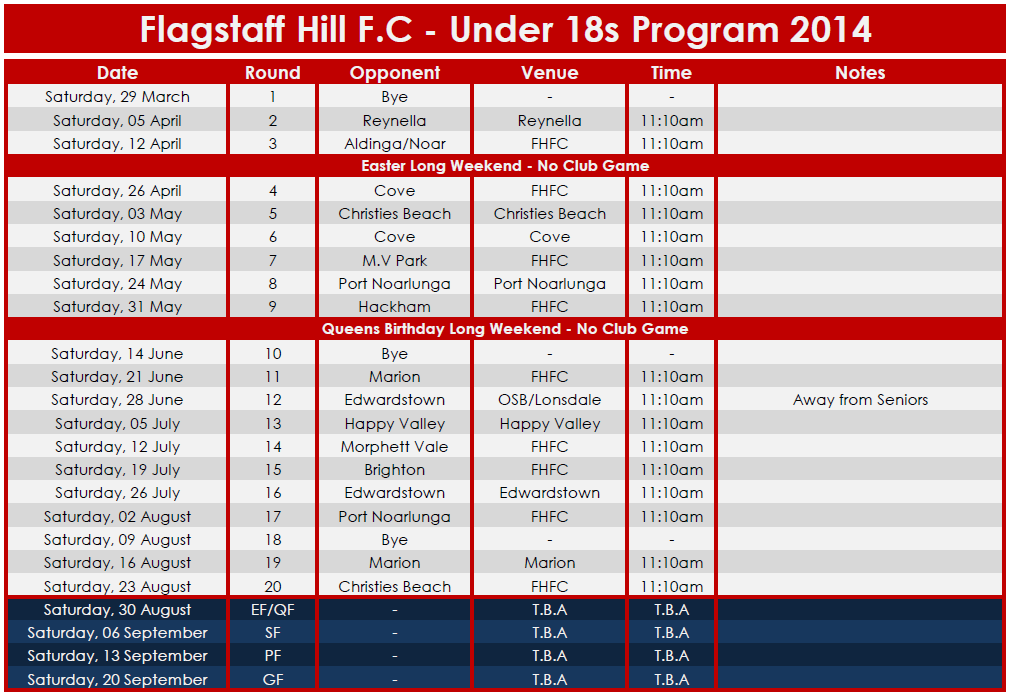 Flagstaff Hill F.C - Under 18s Program 2014
Date Round Opponent Venue Time Notes
Saturday, 29 March 1 Bye - -
Saturday, 05 April 2 Reynella Reynella 11:10am
Saturday, 12 April 3 Aldinga/Noar FHFC 11:10am
Easter Long Weekend - No Club Game
Saturday, 26 April 4 Cove FHFC 11:10am
Saturday, 03 May 5 Christies Beach Christies Beach 11:10am
Saturday, 10 May 6 Cove Cove 11:10am
Saturday, 17 May 7 M.V Park FHFC 11:10am
Saturday, 24 May 8 Port Noarlunga Port Noarlunga 11:10am
Saturday, 31 May 9 Hackham FHFC 11:10am
Queens Birthday Long Weekend - No Club Game
Saturday, 14 June 10 Bye - -
Saturday, 21 June 11 Marion FHFC 11:10am
Saturday, 28 June 12 Edwardstown OSB/Lonsdale 11:10am Away from Seniors
Saturday, 05 July 13 Happy Valley Happy Valley 11:10am
Saturday, 12 July 14 Morphett Vale FHFC 11:10am
Saturday, 19 July 15 Brighton FHFC 11:10am
Saturday, 26 July 16 Edwardstown Edwardstown 11:10am
Saturday, 02 August 17 Port Noarlunga FHFC 11:10am
Saturday, 09 August 18 Bye - -
Saturday, 16 August 19 Marion Marion 11:10am
Saturday, 23 August 20 Christies Beach FHFC 11:10am
Saturday, 30 August EF/QF - T.B.A T.B.A
Saturday, 06 September SF - T.B.A T.B.A
Saturday, 13 September PF - T.B.A T.B.A
Saturday, 20 September GF - T.B.A T.B.A